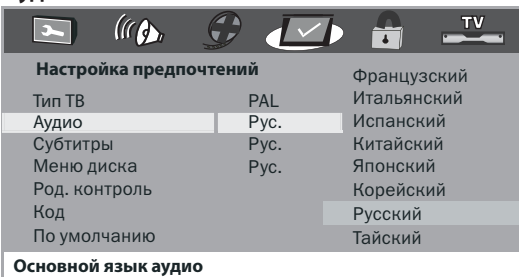 TV
Настройка предпочтений
Тип ТВ PAL
Аудио Рус.
Субтитры Рус.
Меню диска Рус.
Род. контроль
Код
По умолчанию
Французский
Итальянский
Испанский
Китайский
Японский
Корейский
Русский
Тайский
Основной язык аудио